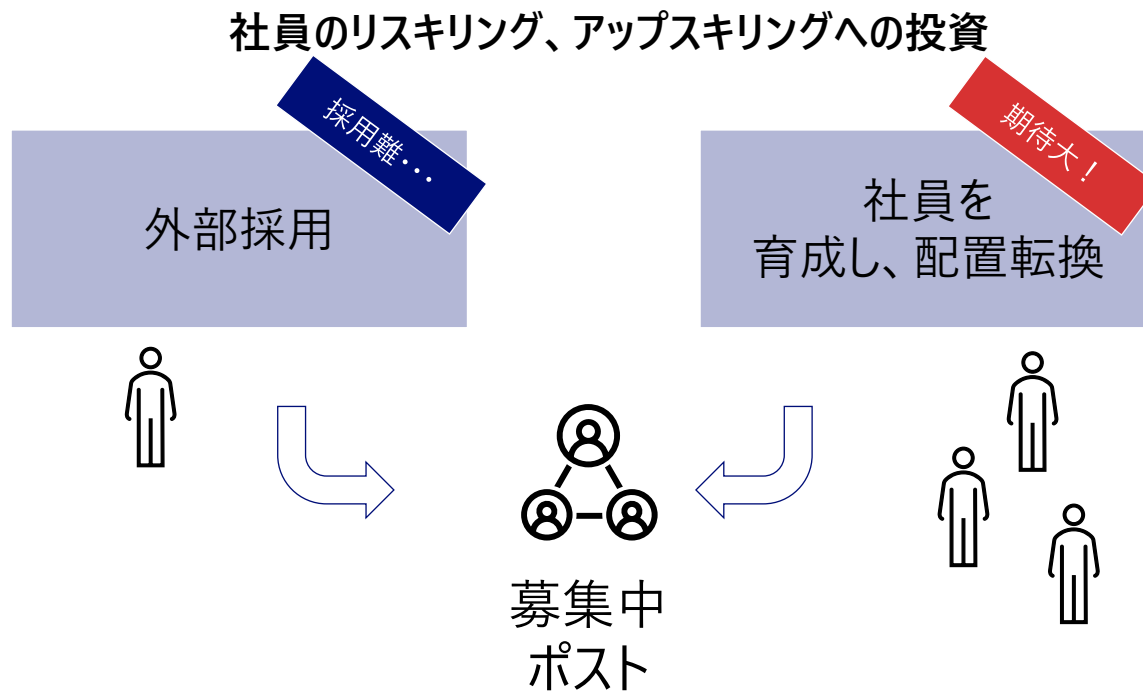 社員のリスキリング、アップスキリングへの投資
採用難・・・
外部採用
期待大！
社員を
育成し、配置転換
募集中
ポスト